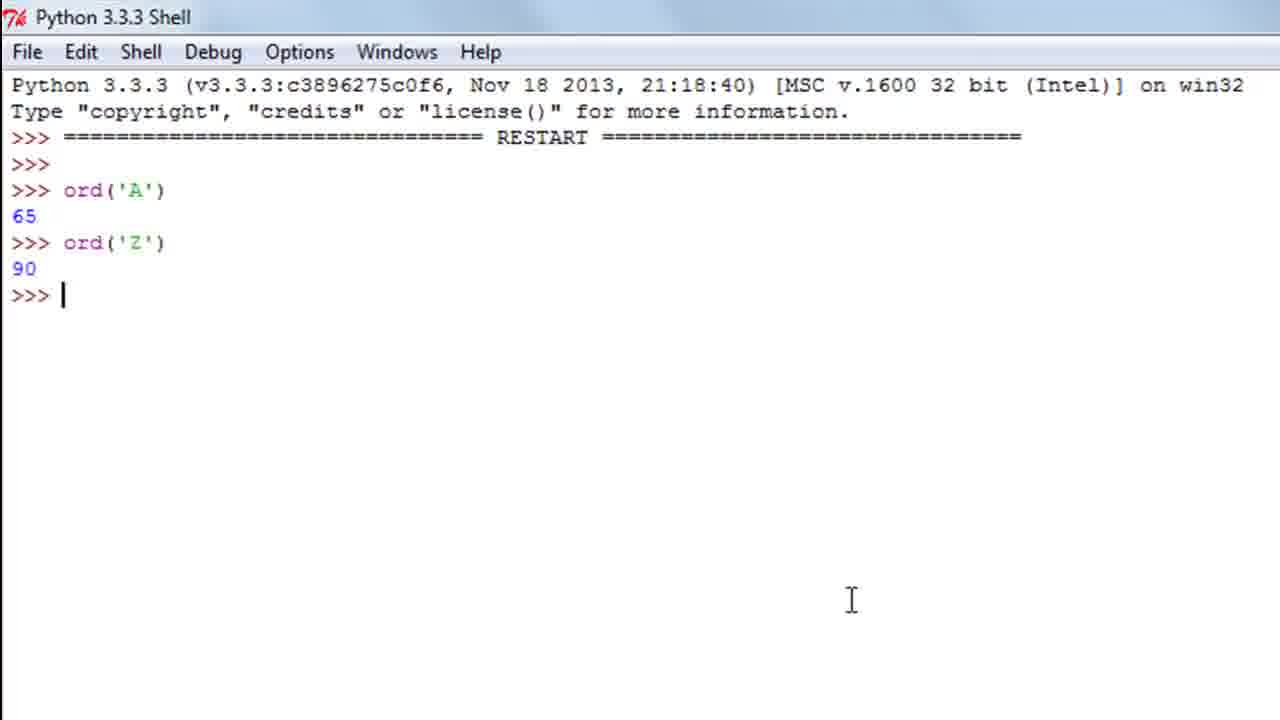 Python 3.3.3 Shell
File Edit Shell Debug Options Windows Help
Python 3.3.3 (v3.3.3:c3896275c0f6, Nov 18 2013, 21:18:40) [MSC v.1600 32 bit (Intel)] on win32
Type "copyright", "credits" or "license()" for more information.
>>> ================================ RESTART ================================
>>>
>>> ord('A')
65
>>> ord('Z')
90
>>>